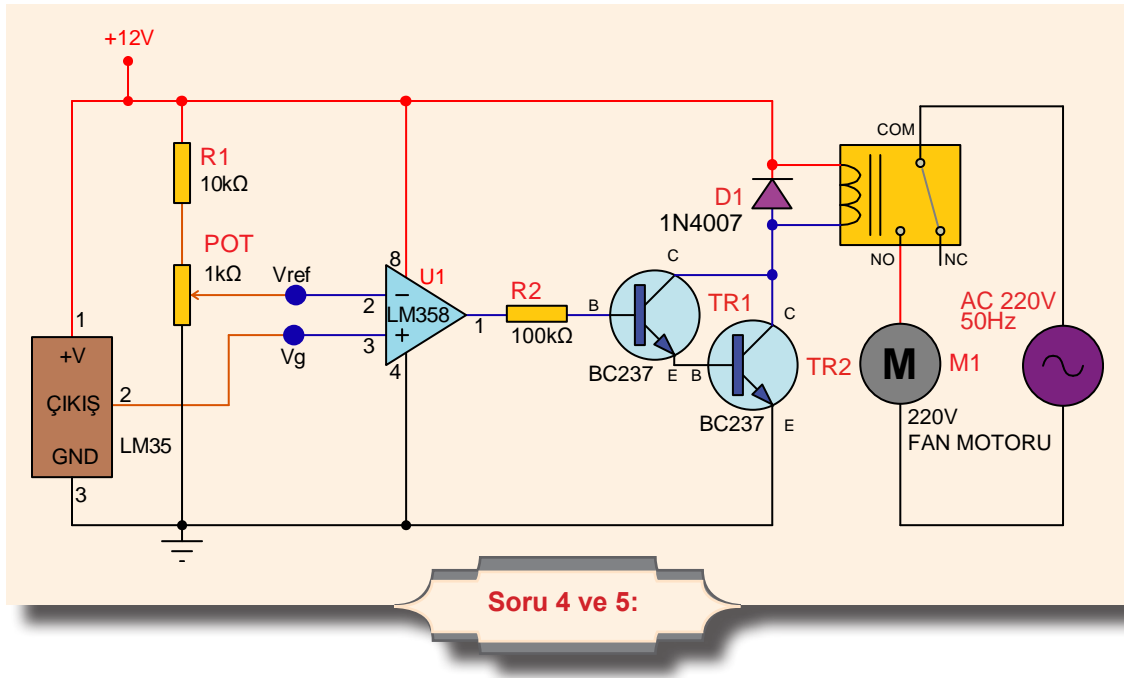 +12V
R1
10kΩ
POT
1kΩ
Vref
Vg
1
+V
ÇIKIŞ
2
GND
LM35
3
8
U1
2
−
LM358
+
3
1
4
R2
100kΩ
B
C
TR1
BC237
E
B
C
TR2
BC237
E
D1
1N4007
COM
NO
NC
AC 220V
50Hz
M
M1
220V
FAN MOTORU
Soru 4 ve 5: